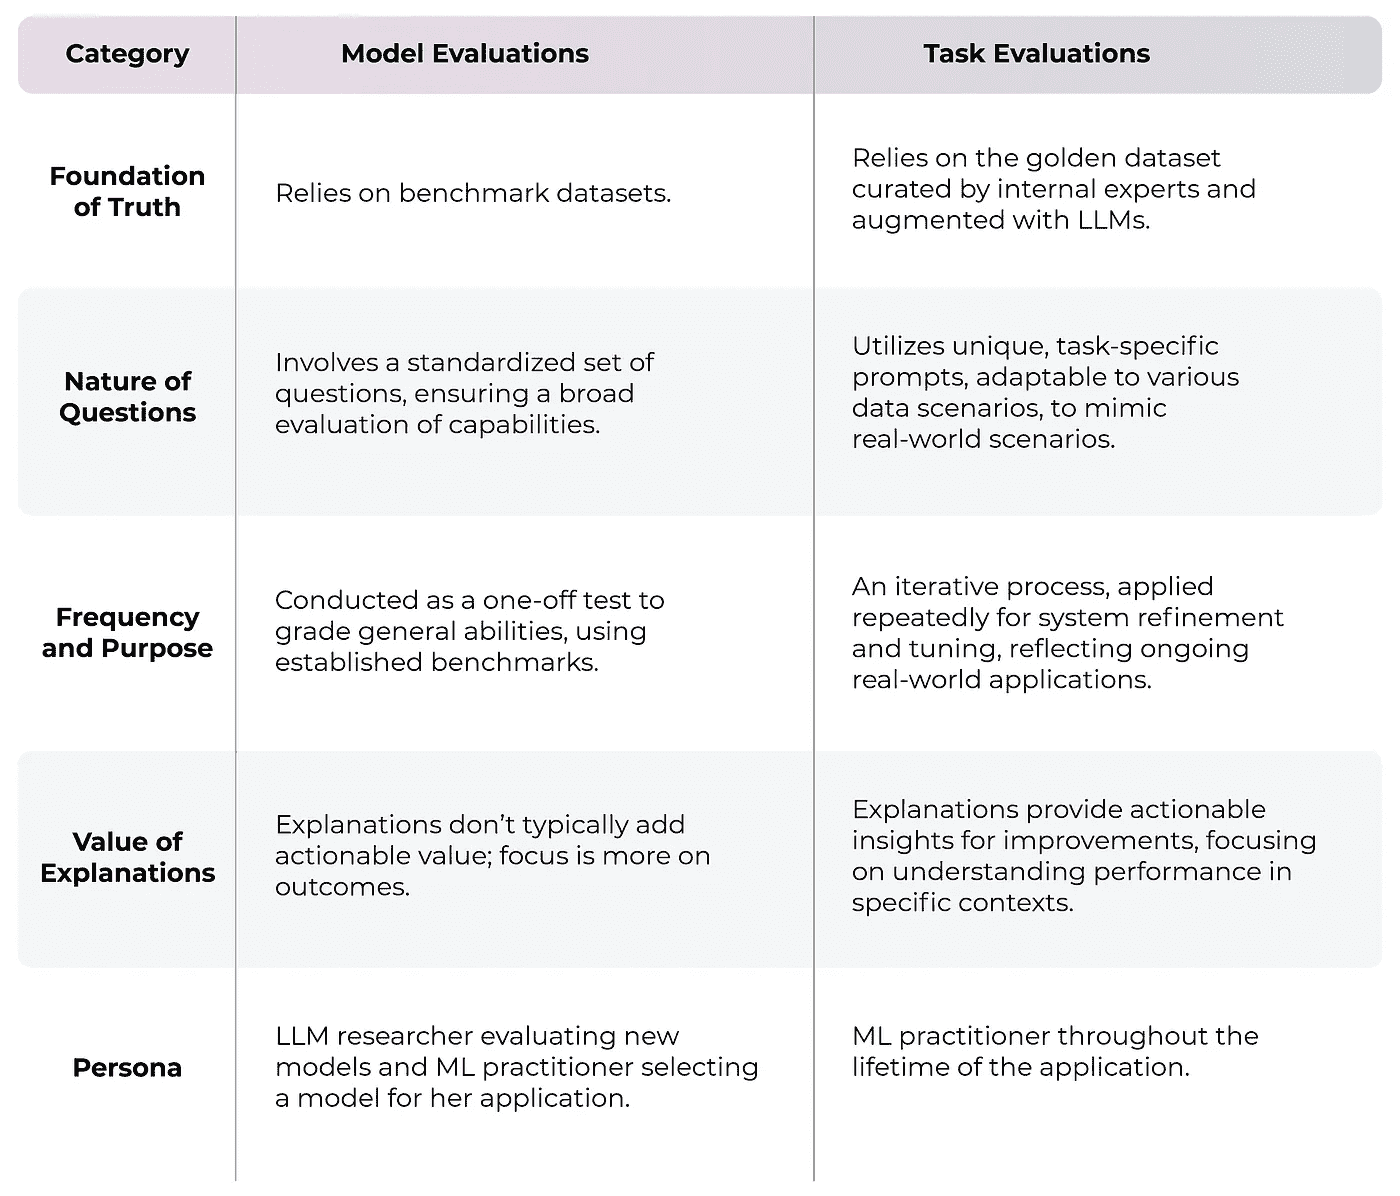 Category
Model Evaluations
Task Evaluations
Foundation
of Truth
Relies on benchmark datasets.
Relies on the golden dataset
curated by internal experts and
augmented with LLMs.
Nature of
Questions
Involves a standardized set of
questions, ensuring a broad
evaluation of capabilities.
Utilizes unique, task-specific
prompts, adaptable to various
data scenarios, to mimic
real-world scenarios.
Frequency
and Purpose
Conducted as a one-off test to
grade general abilities, using
established benchmarks.
An iterative process, applied
repeatedly for system refinement
and tuning, reflecting ongoing
real-world applications.
Value of
Explanations
Explanations don’t typically add
actionable value; focus is more on
outcomes.
Explanations provide actionable
insights for improvements, focusing
on understanding performance in
specific contexts.
Persona
LLM researcher evaluating new
models and ML practitioner selecting
a model for her application.
ML practitioner throughout the
lifetime of the application.